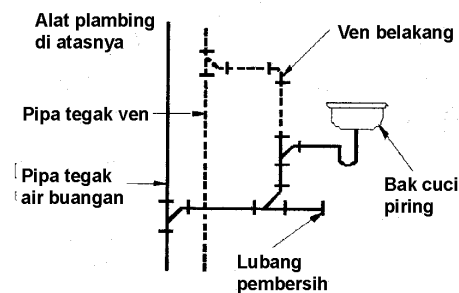 Alat plambing
di atasnya
Ven belakang
Pipa tegak ven
Pipa tegak
air buangan
Bak cuci
piring
Lubang
pembersih